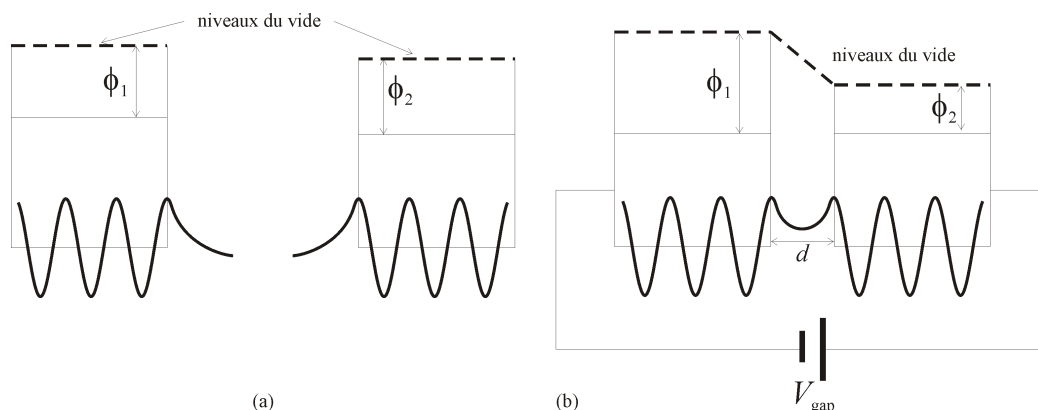 niveaux du vide
ϕ1
ϕ2
(a)
niveaux du vide
ϕ1
ϕ2
d
Vgap
(b)